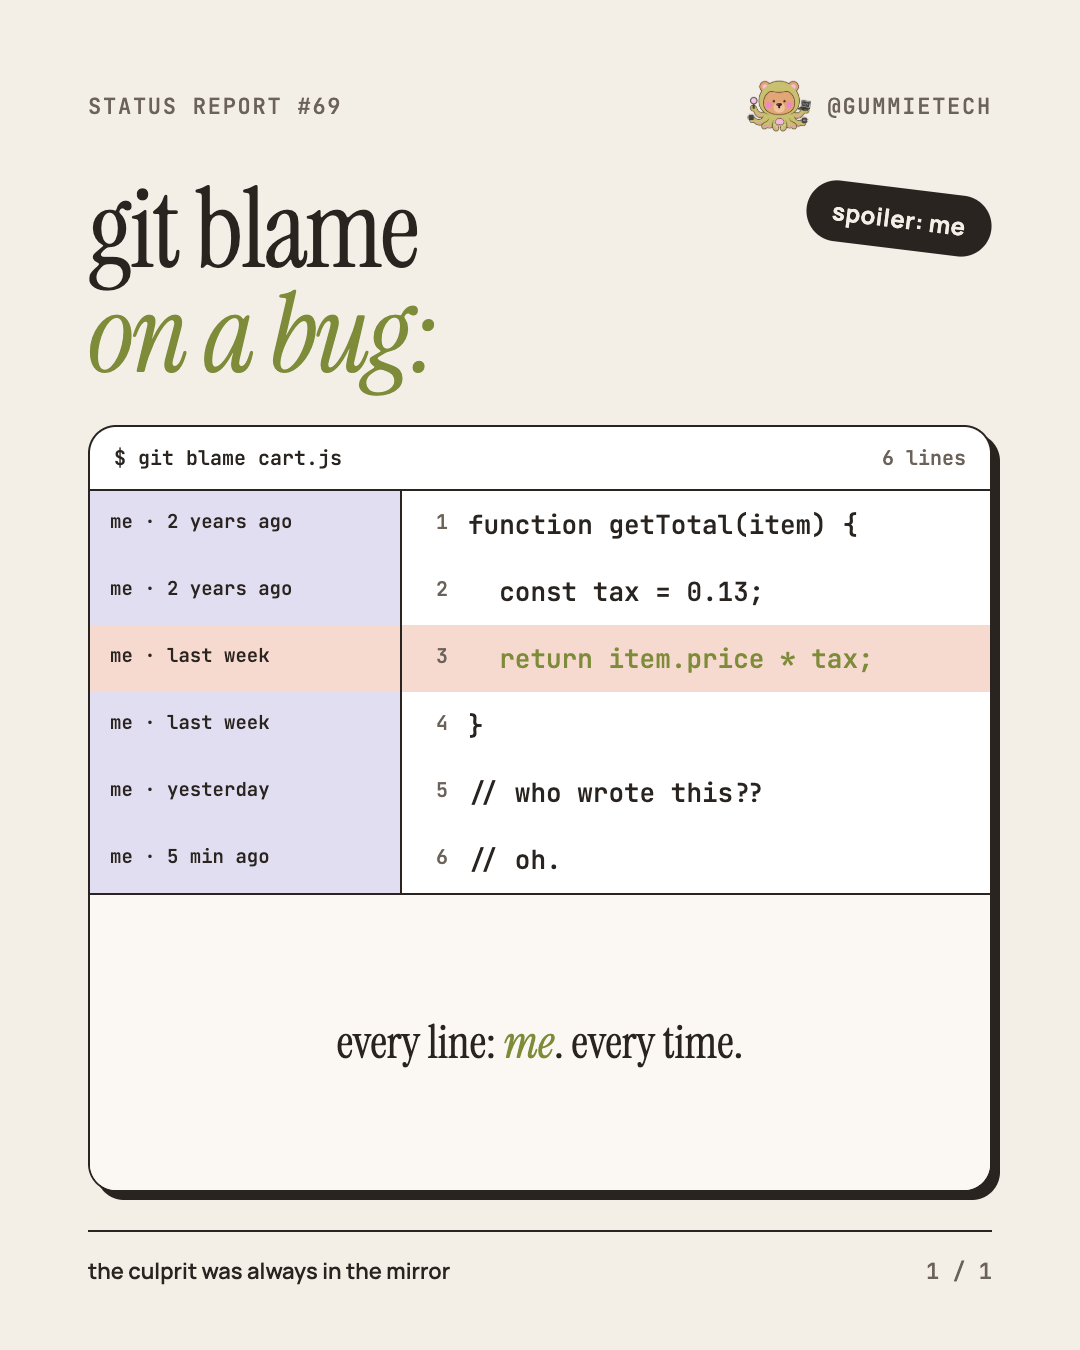 STATUS REPORT #69
@GUMMIETECH
git blame
on a bug:
spoiler: me
$ git blame cart.js
6 lines
me · 2 years ago 1 function getTotal(item) {
me · 2 years ago 2 const tax = 0.13;
me · last week 3 return item.price * tax;
me · last week 4 }
me · yesterday 5 // who wrote this??
me · 5 min ago 6 // oh.
every line: me. every time.
the culprit was always in the mirror
1 / 1